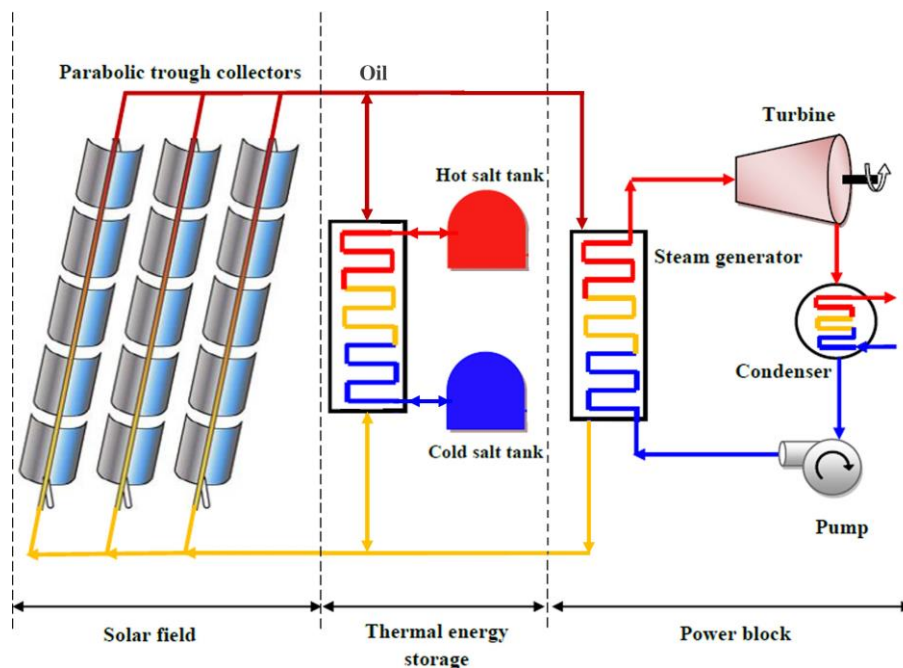 Parabolic trough collectors
Oil
Turbine
Hot salt tank
Steam generator
Condenser
Cold salt tank
Pump
Solar field
Thermal energy
storage
Power block